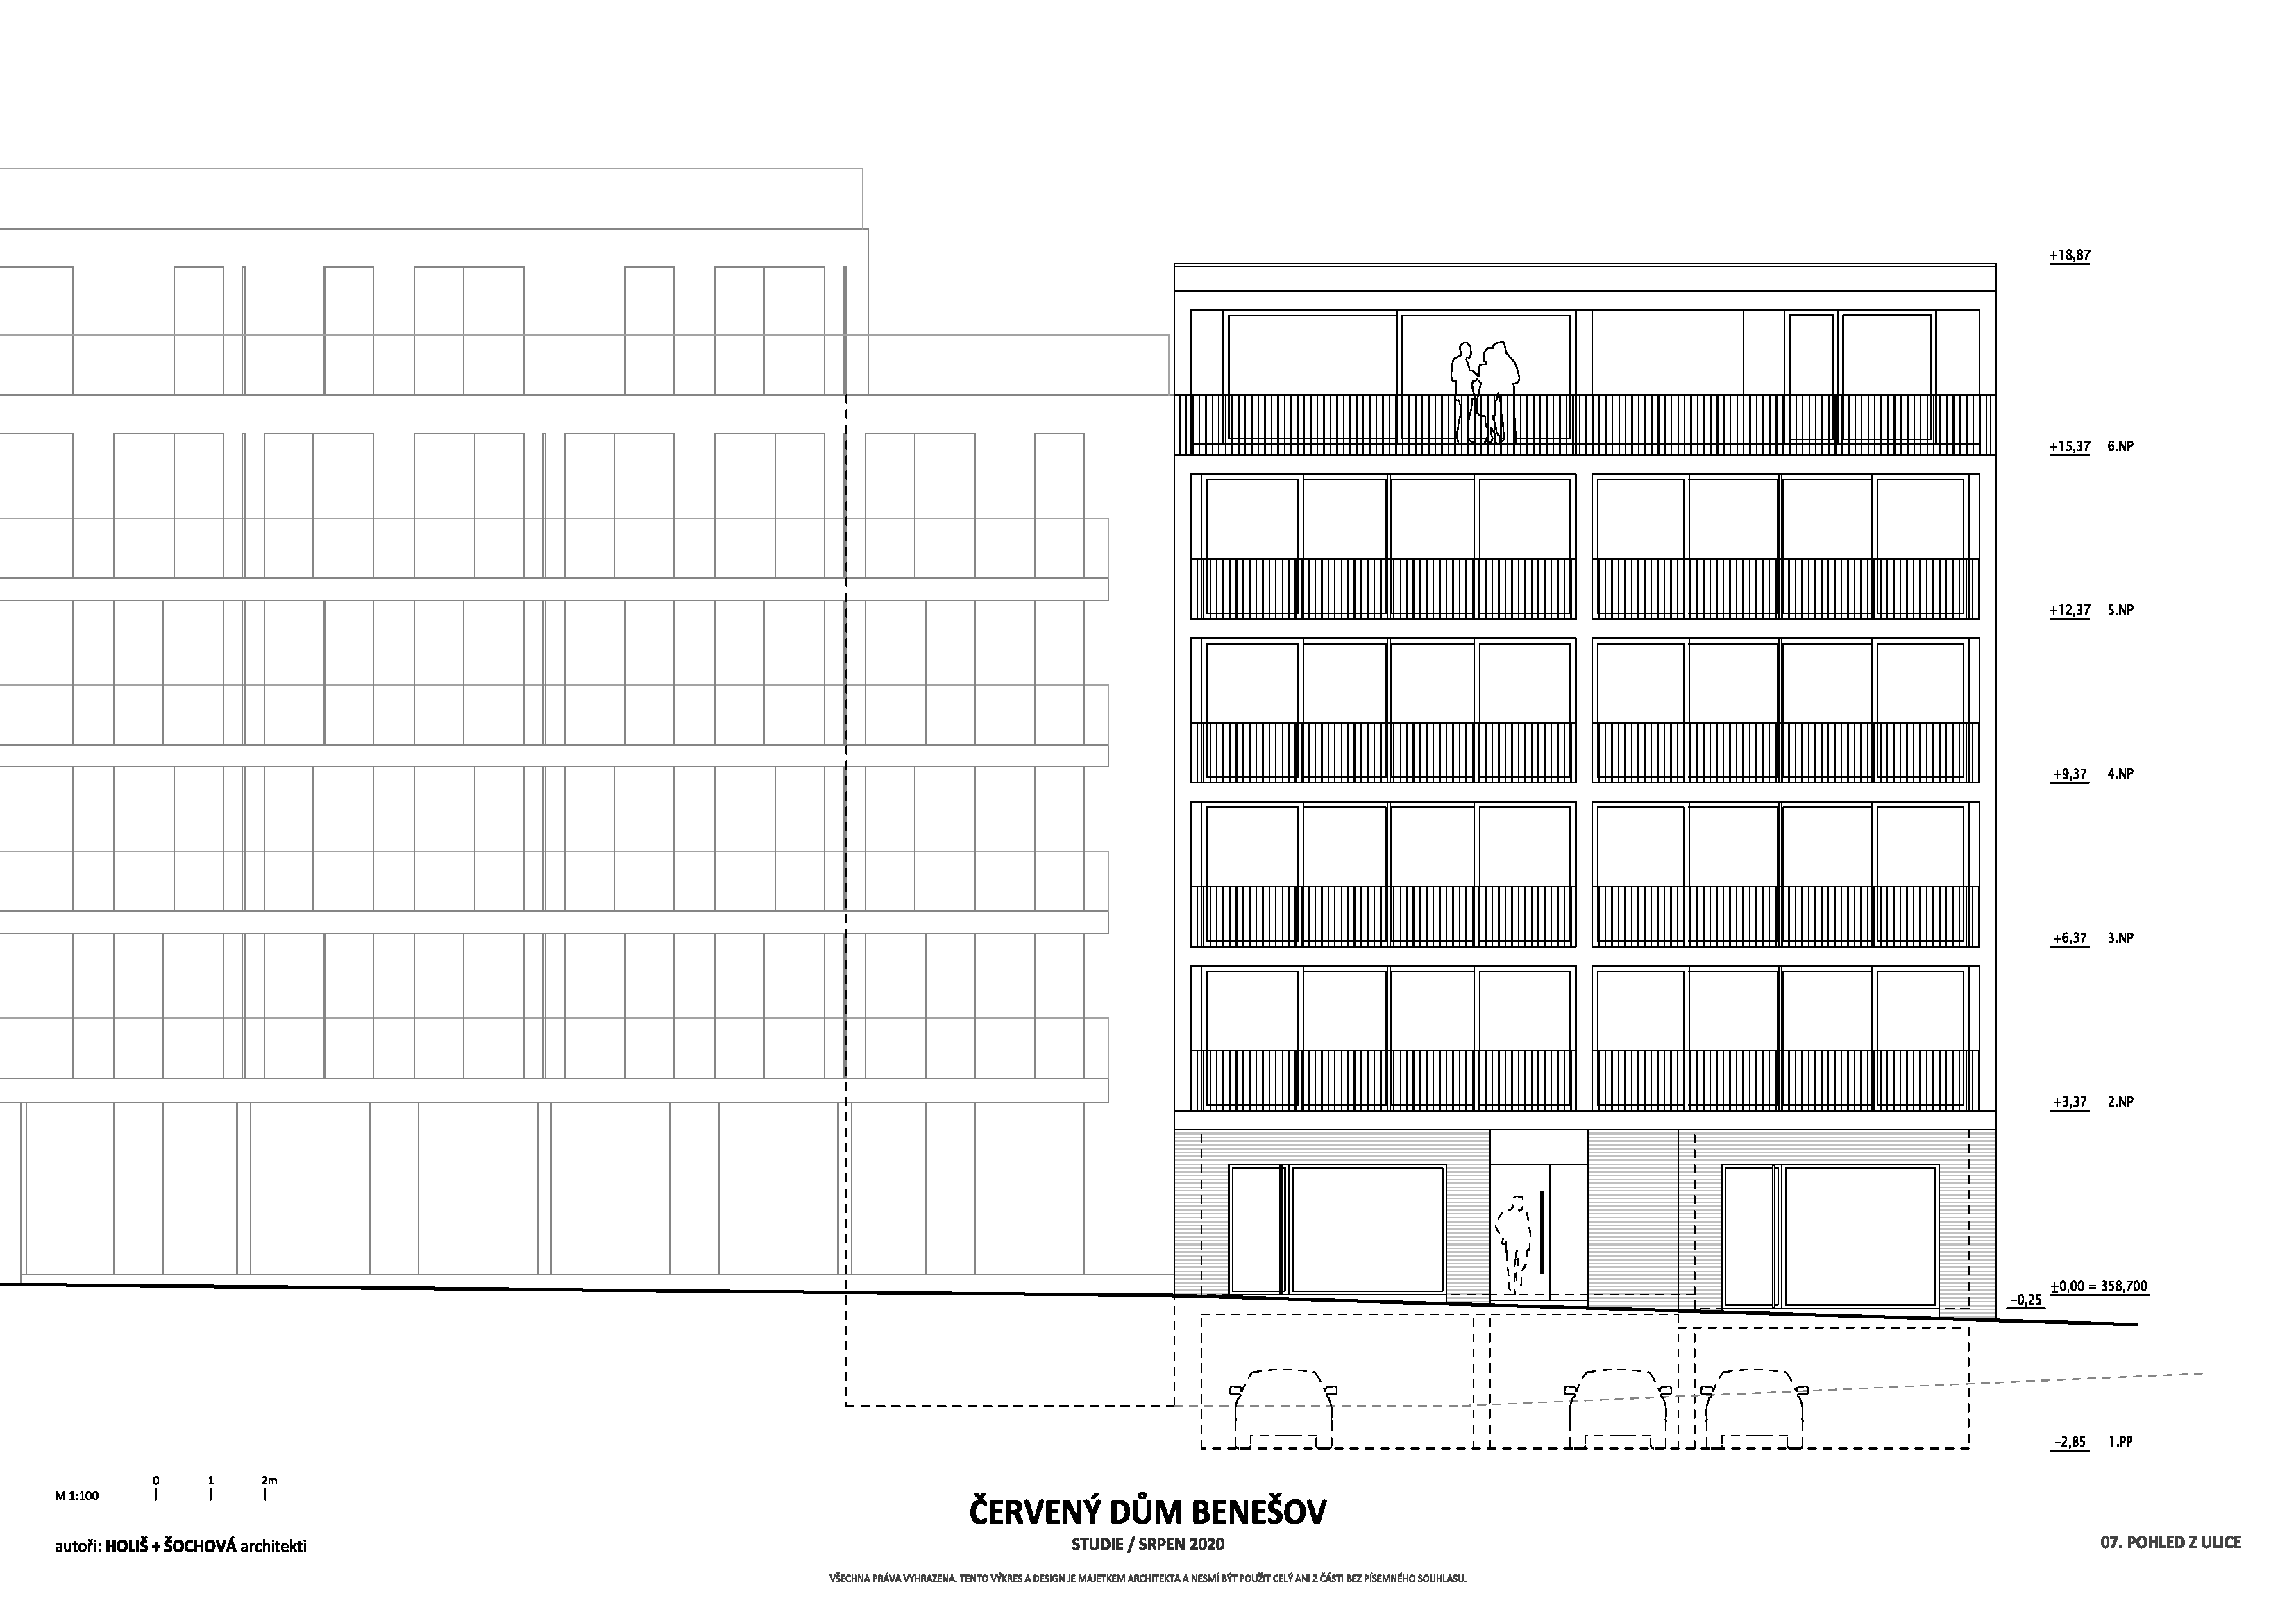 +18,87
+15,37 6.NP
+12,37 5.NP
+9,37 4.NP
+6,37 3.NP
+3,37 2.NP
±0,00 = 358,700
−0,25
−2,85 1.PP
0 1 2m
M 1:100
ČERVENÝ DŮM BENEŠOV
STUDIE / SRPEN 2020
autoři: HOLIŠ + ŠOCHOVÁ architekti
07. POHLED Z ULICE
VŠECHNA PRÁVA VYHRAZENA. TENTO VÝKRES A DESIGN JE MAJETKEM ARCHITEKTA A NESMÍ BÝT POUŽIT CELÝ ANI Z ČÁSTI BEZ PÍSEMNÉHO SOUHLASU.